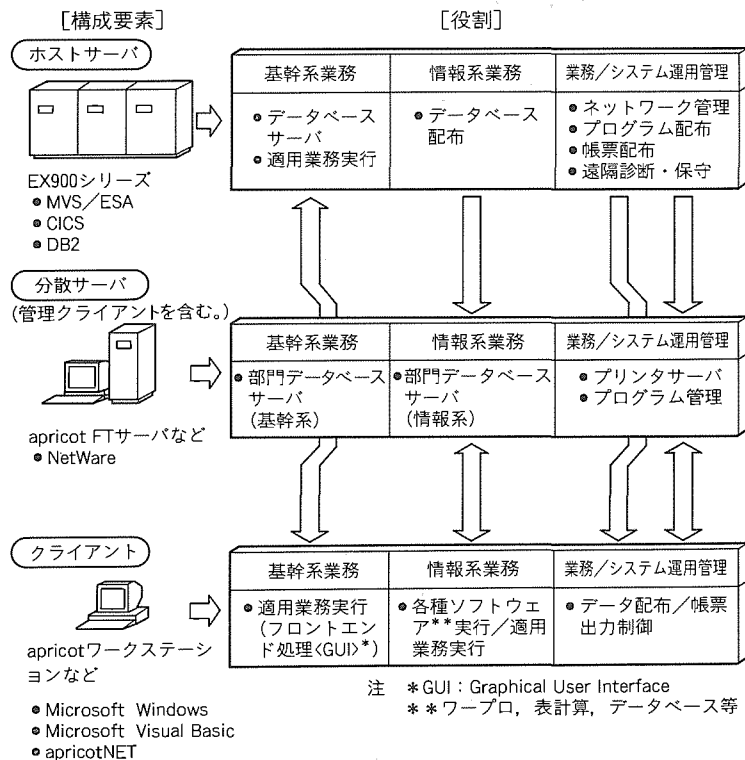 [構成要素]
[役割]
ホストサーバ
EX900シリーズ
● MVS/ESA
● CICS
● DB2
基幹系業務
● データベース
サーバ
● 適用業務実行
情報系業務
● データベース
配布
業務/システム運用管理
● ネットワーク管理
● プログラム配布
● 帳票配布
● 遠隔診断・保守
分散サーバ
(管理クライアントを含む。)
apricot FTサーバなど
● NetWare
基幹系業務
● 部門データベース
サーバ
(基幹系)
情報系業務
● 部門データベース
サーバ
(情報系)
業務/システム運用管理
● プリンタサーバ
● プログラム管理
クライアント
apricotワークステーシ
ョンなど
● Microsoft Windows
● Microsoft Visual Basic
● apricotNET
基幹系業務
● 適用業務実行
(フロントエン
ド処理<GUI>*)
情報系業務
● 各種ソフトウェ
ア**実行/適用
業務実行
業務/システム運用管理
● データ配布/帳票
出力制御
注 *GUI：Graphical User Interface
**ワープロ，表計算，データベース等